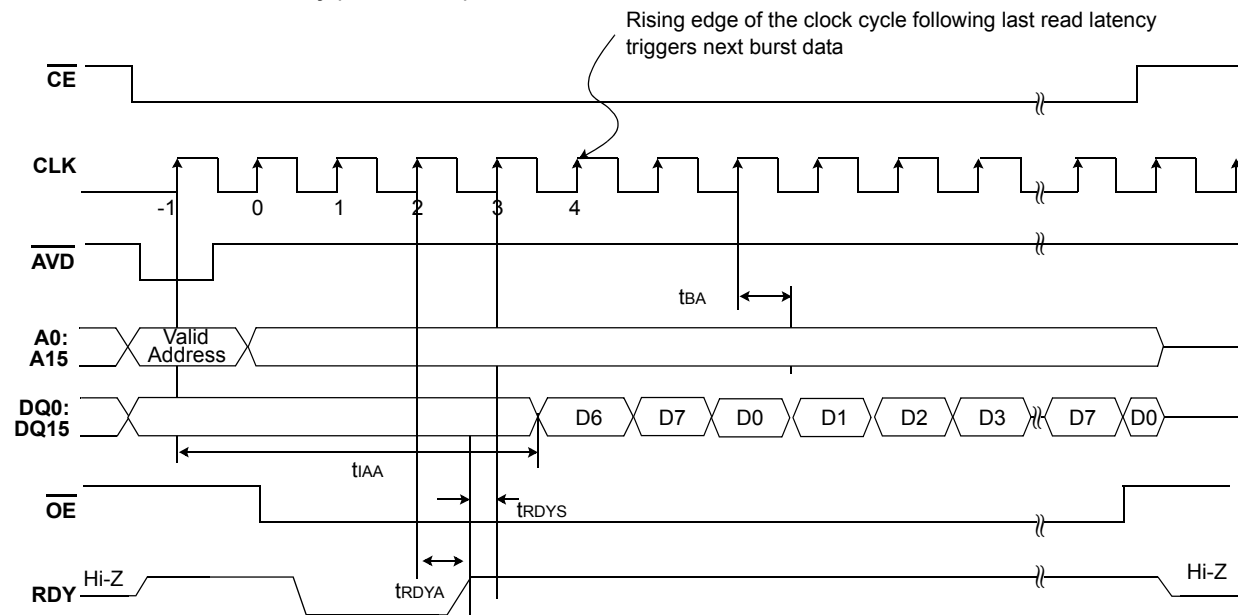 Rising edge of the clock cycle following last read latency
triggers next burst data
CE
CLK
-1 0 1 2 3 4
AVD
tBA
A0:
A15
Valid
Address
DQ0:
DQ15
D6 D7 D0 D1 D2 D3 D7 D0
tIAA
OE
tRDYS
Hi-Z
RDY
tRDYA
Hi-Z